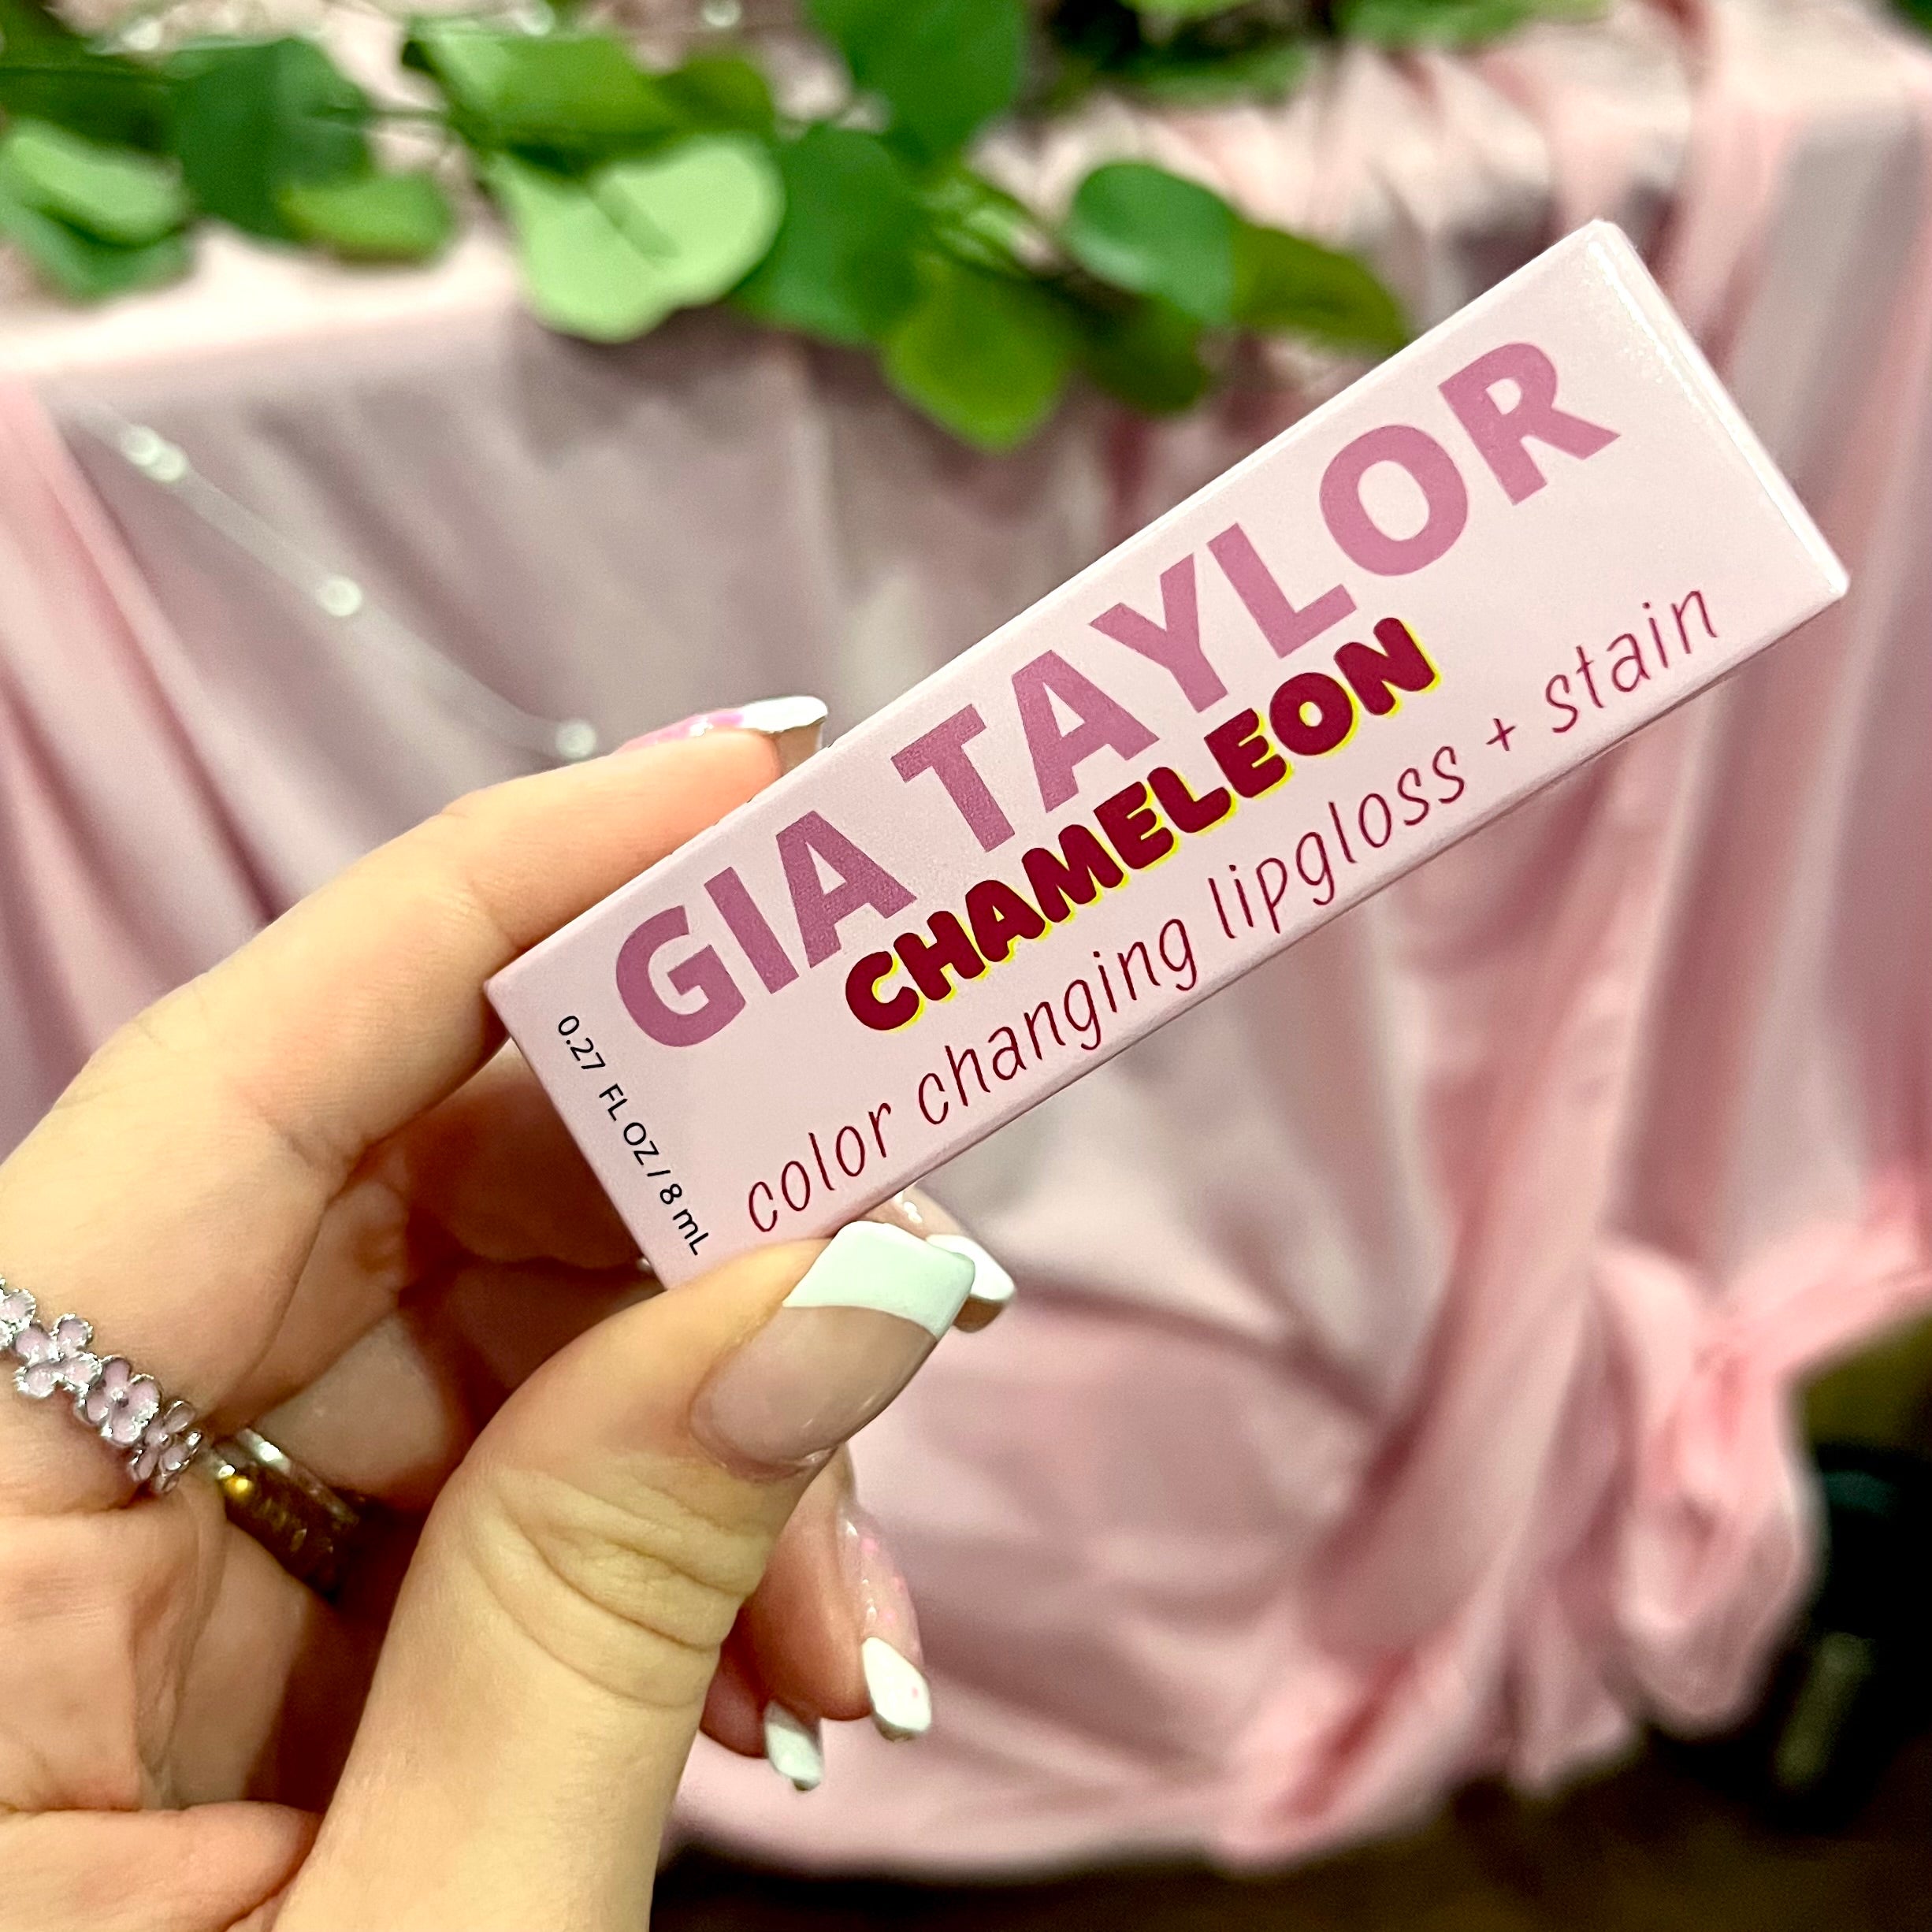 GIA TAYLOR
CHAMELEON
color changing lipgloss + stain
0.27 FL OZ / 8 mL